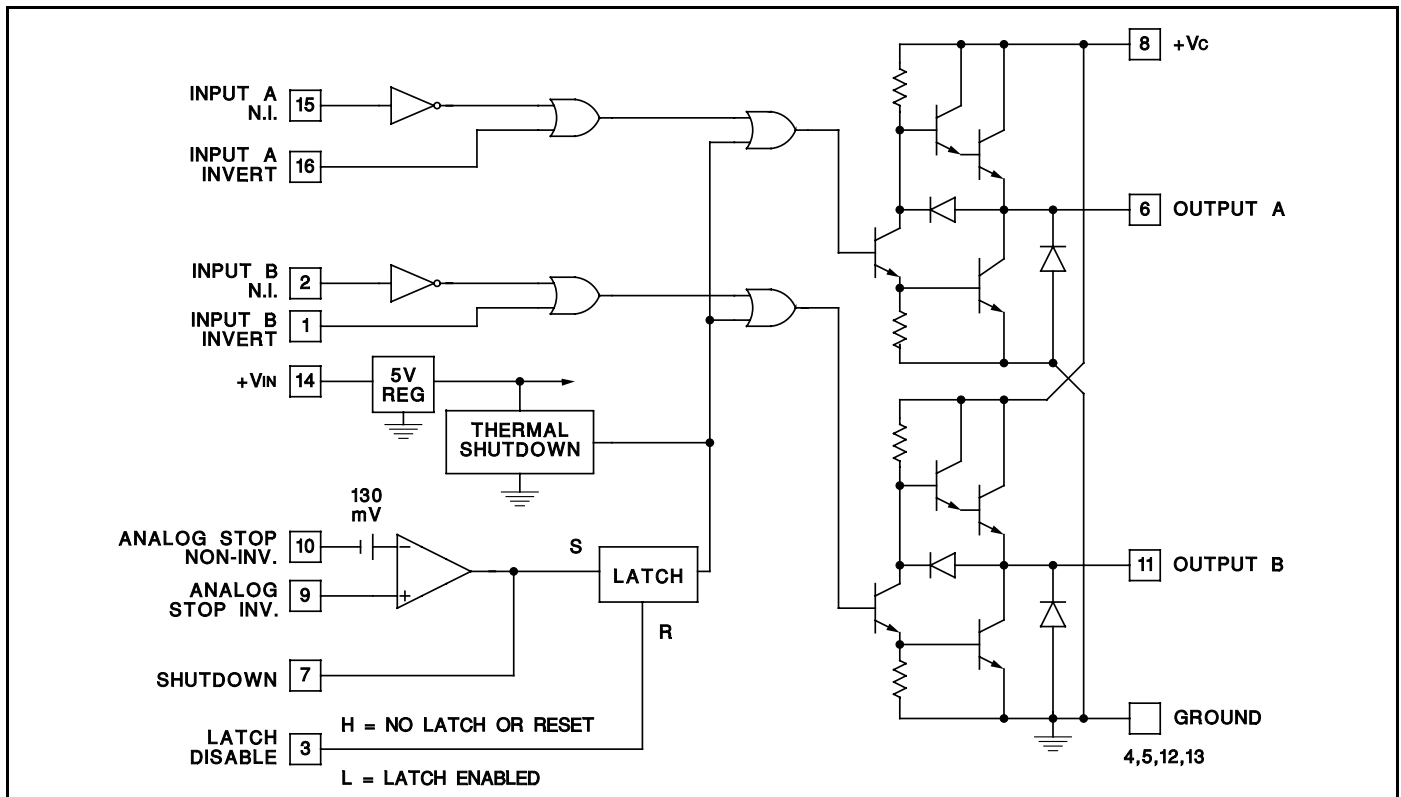 INPUT A
N.I.
15
INPUT A
INVERT
16
INPUT B
N.I.
2
INPUT B
INVERT
1
+VIN
14
5V
REG
THERMAL
SHUTDOWN
130
mV
ANALOG STOP
NON-INV.
10
−
ANALOG
STOP INV.
9
+
S
LATCH
R
SHUTDOWN
7
H = NO LATCH OR RESET
LATCH
DISABLE
3
L = LATCH ENABLED
8
+VC
6
OUTPUT A
11
OUTPUT B
GROUND
4,5,12,13